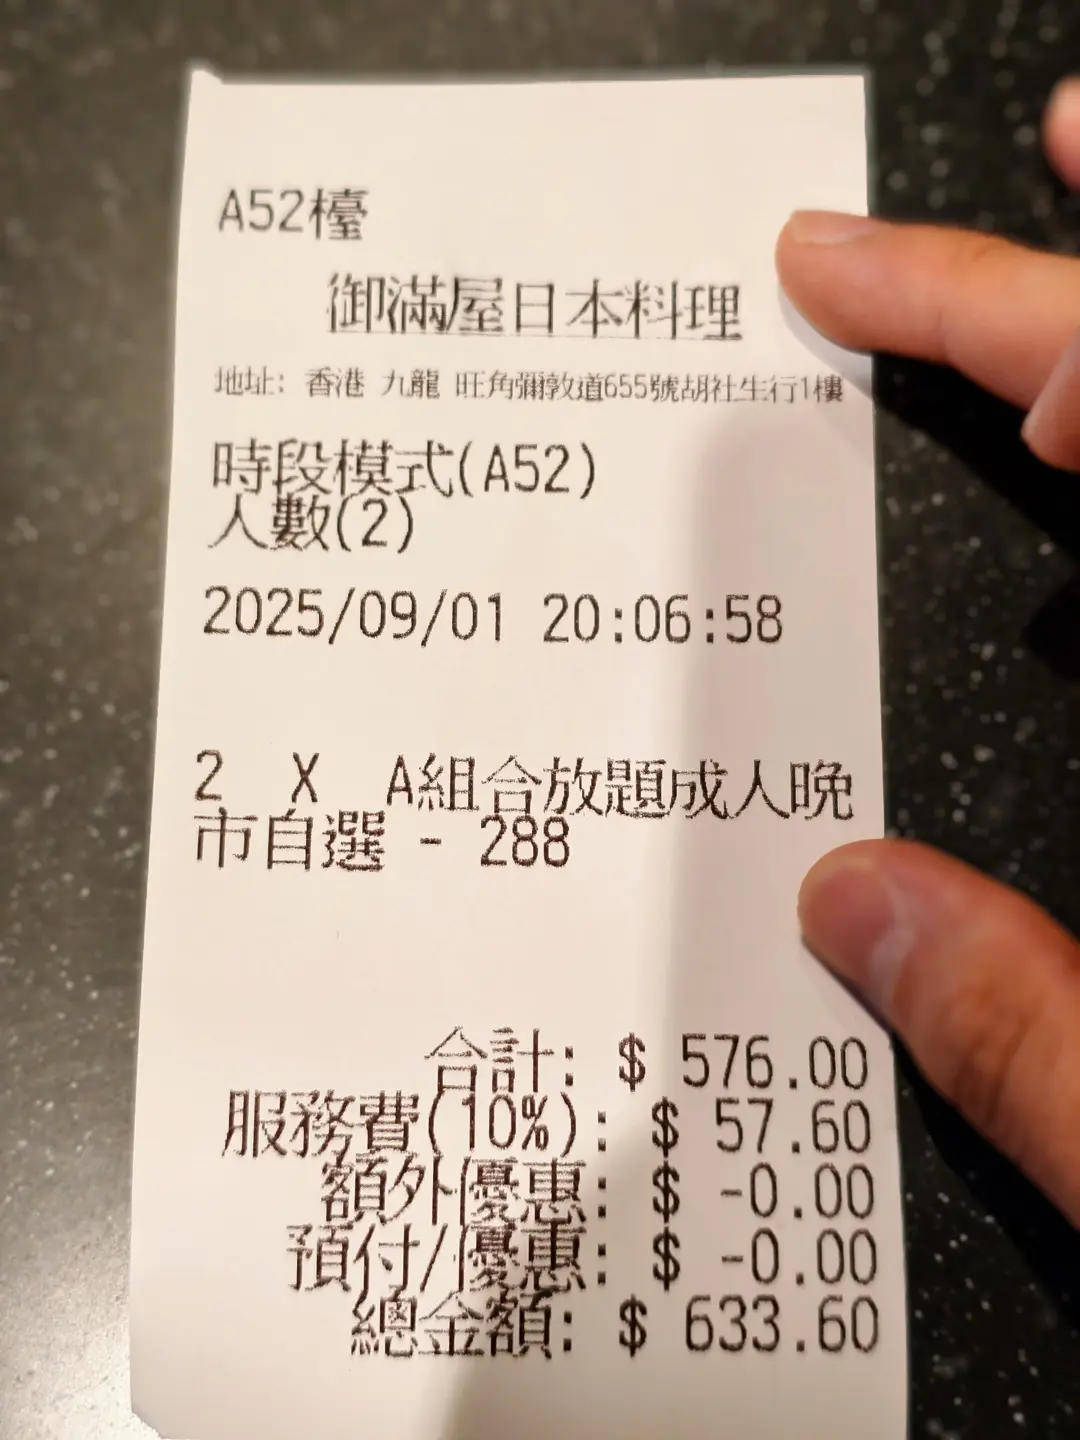 A52檯
御滿屋日本料理
地址: 香港 九龍 旺角彌敦道655號胡社生行1樓
時段模式(A52)
人數(2)
2025/09/01 20:06:58
2 X A組合放題成人晚
市自選 - 288
合計: $ 576.00
服務費(10%): $ 57.60
額外優惠: $ -0.00
預付/優惠: $ -0.00
總金額: $ 633.60